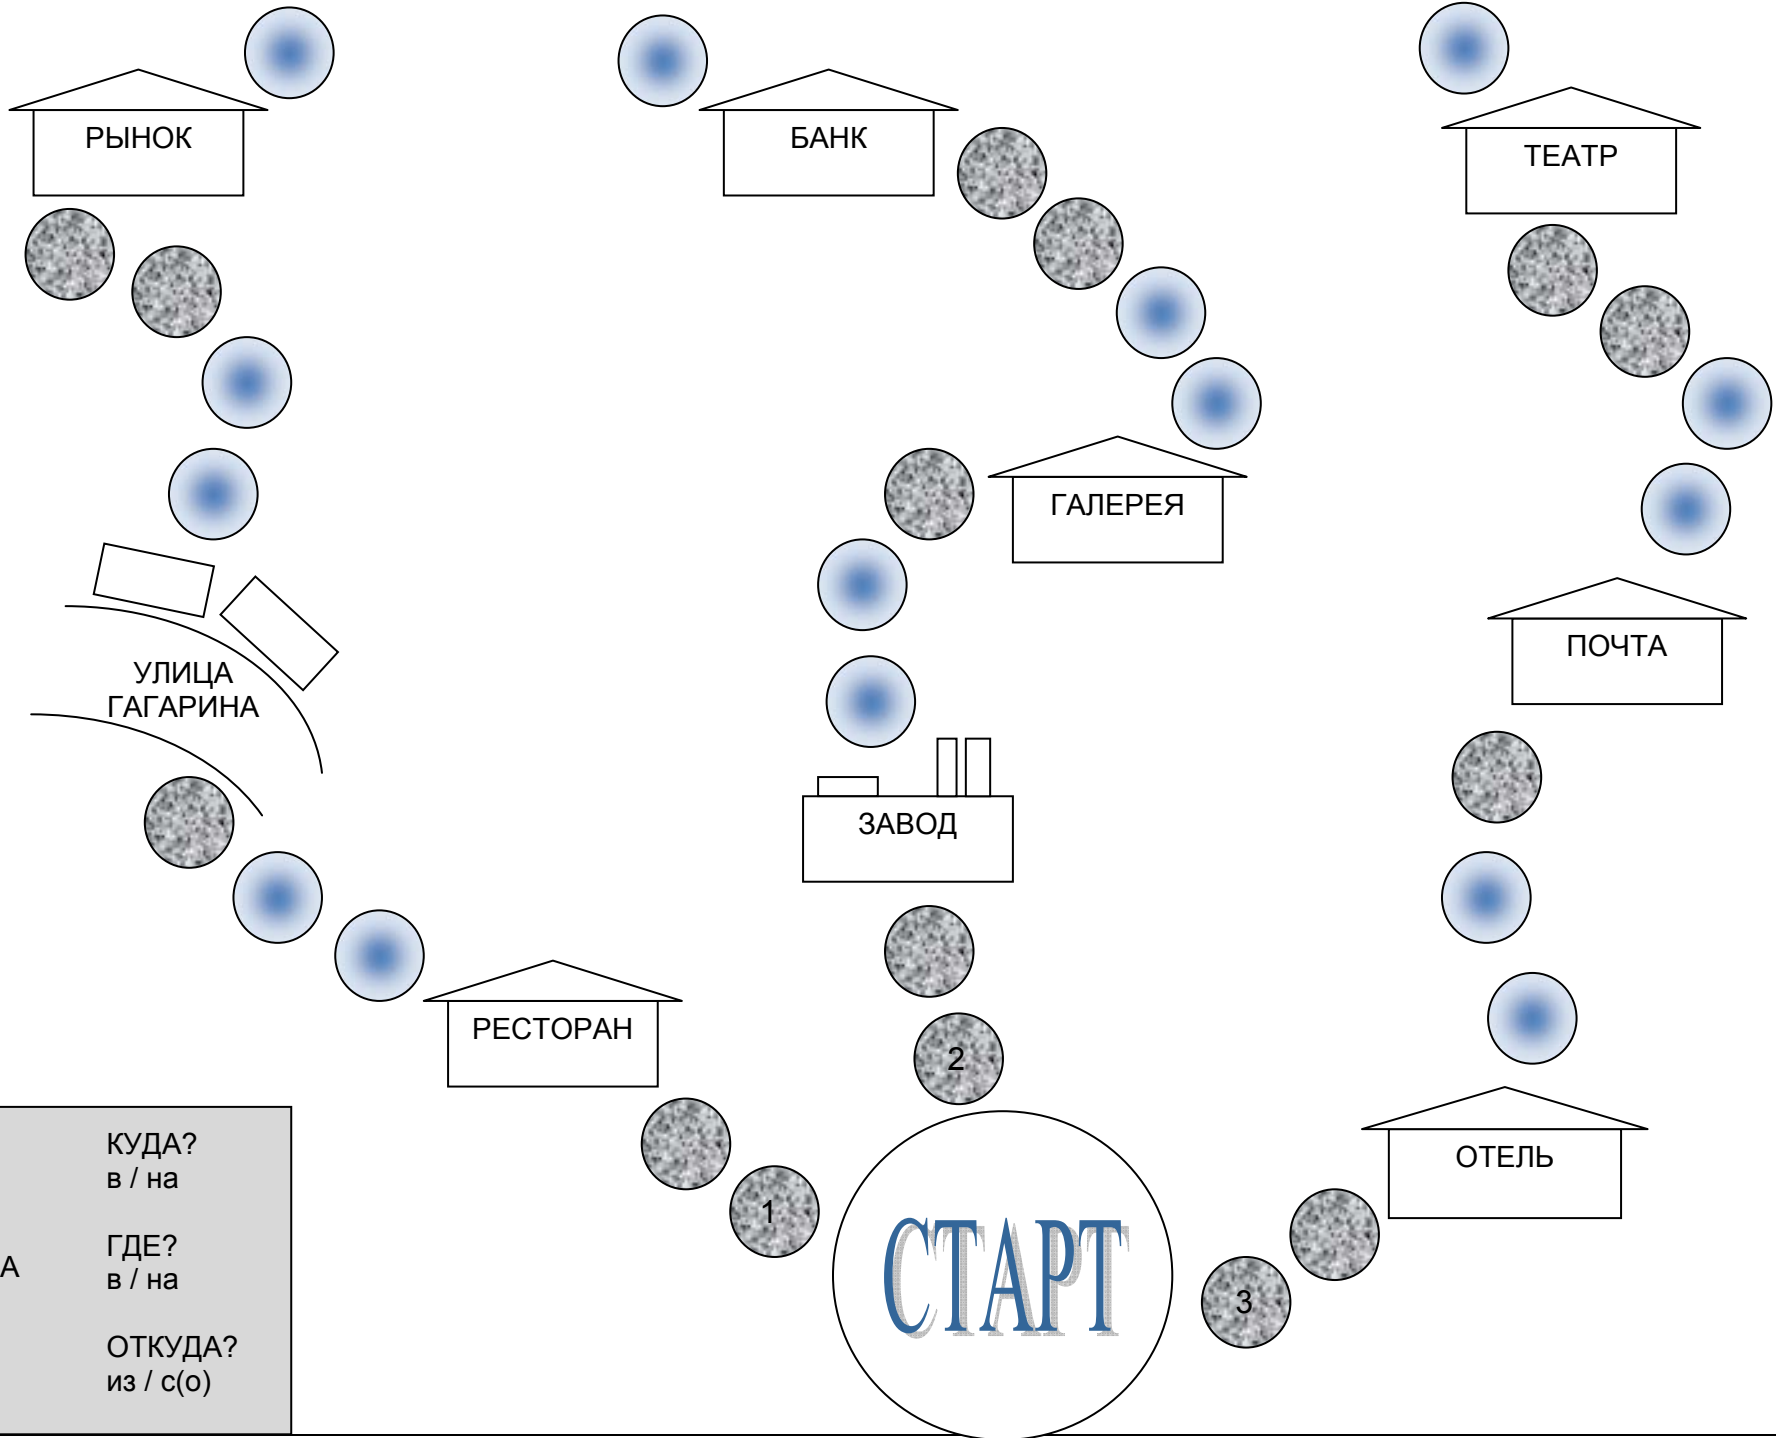 РЫНОК
БАНК
ТЕАТР
ГАЛЕРЕЯ
ПОЧТА
УЛИЦА
ГАГАРИНА
ЗАВОД
РЕСТОРАН
2
ОТЕЛЬ
1
СТАРТ
3
КУДА?
в / на
ГДЕ?
А
в / на
ОТКУДА?
из / с(о)